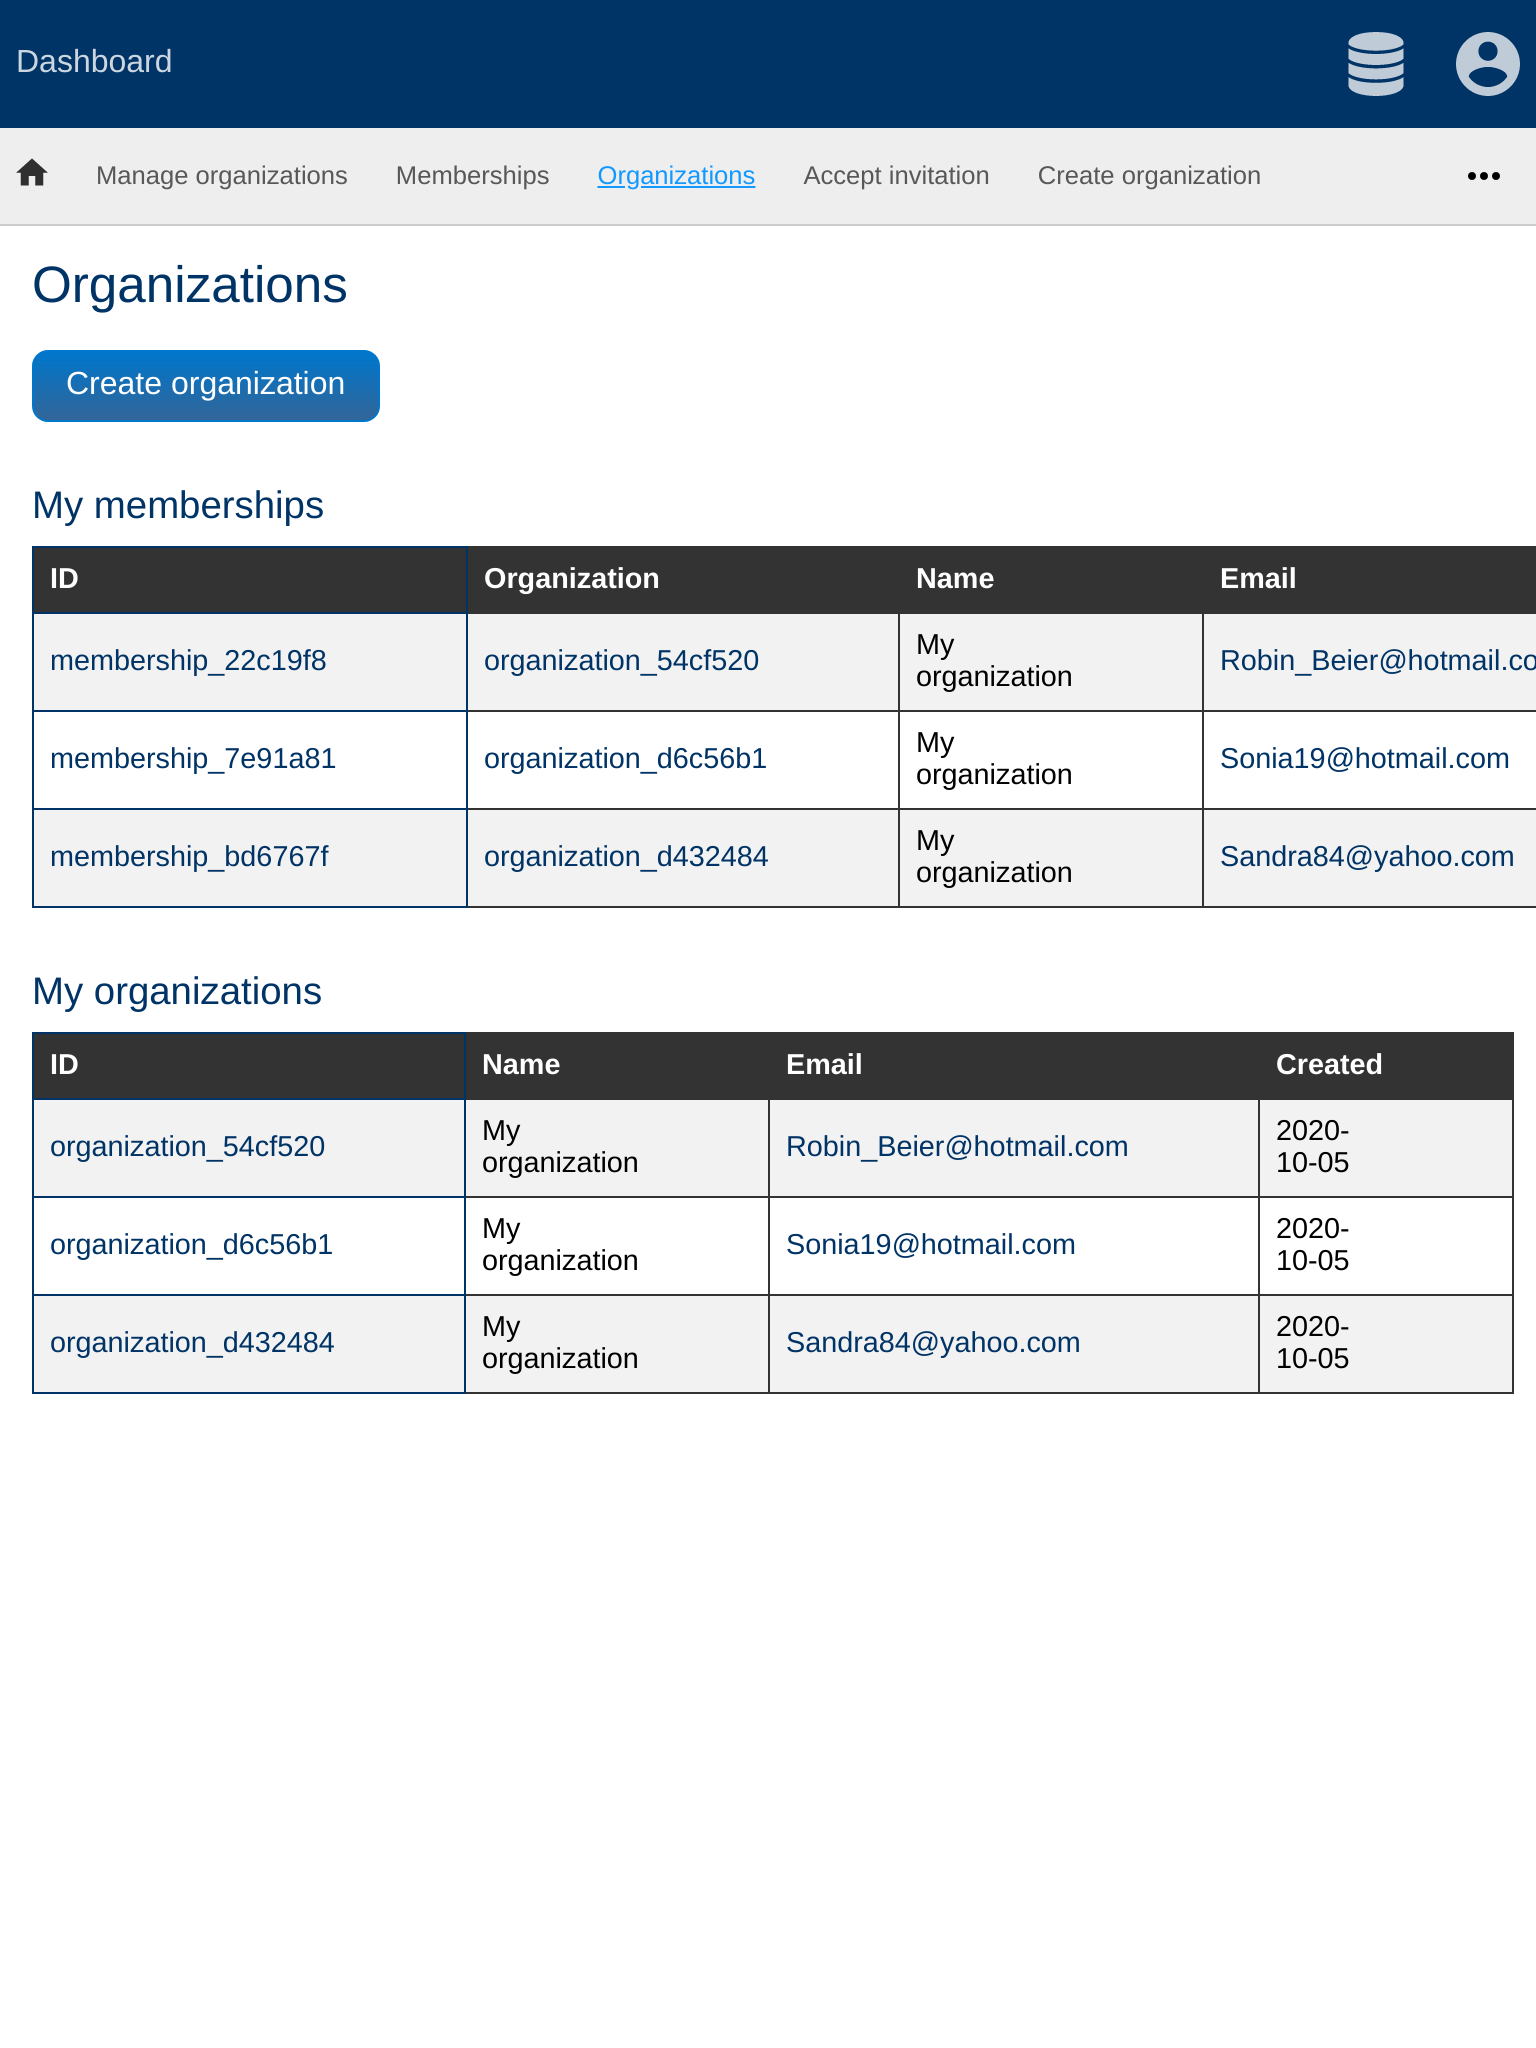 Dashboard
Manage organizations Memberships Organizations Accept invitation Create organization
Organizations
Create organization
My memberships
ID Organization Name Email
membership_22c19f8 organization_54cf520 My organization Robin_Beier@hotmail.co
membership_7e91a81 organization_d6c56b1 My organization Sonia19@hotmail.com
membership_bd6767f organization_d432484 My organization Sandra84@yahoo.com
My organizations
ID Name Email Created
organization_54cf520 My organization Robin_Beier@hotmail.com 2020-10-05
organization_d6c56b1 My organization Sonia19@hotmail.com 2020-10-05
organization_d432484 My organization Sandra84@yahoo.com 2020-10-05